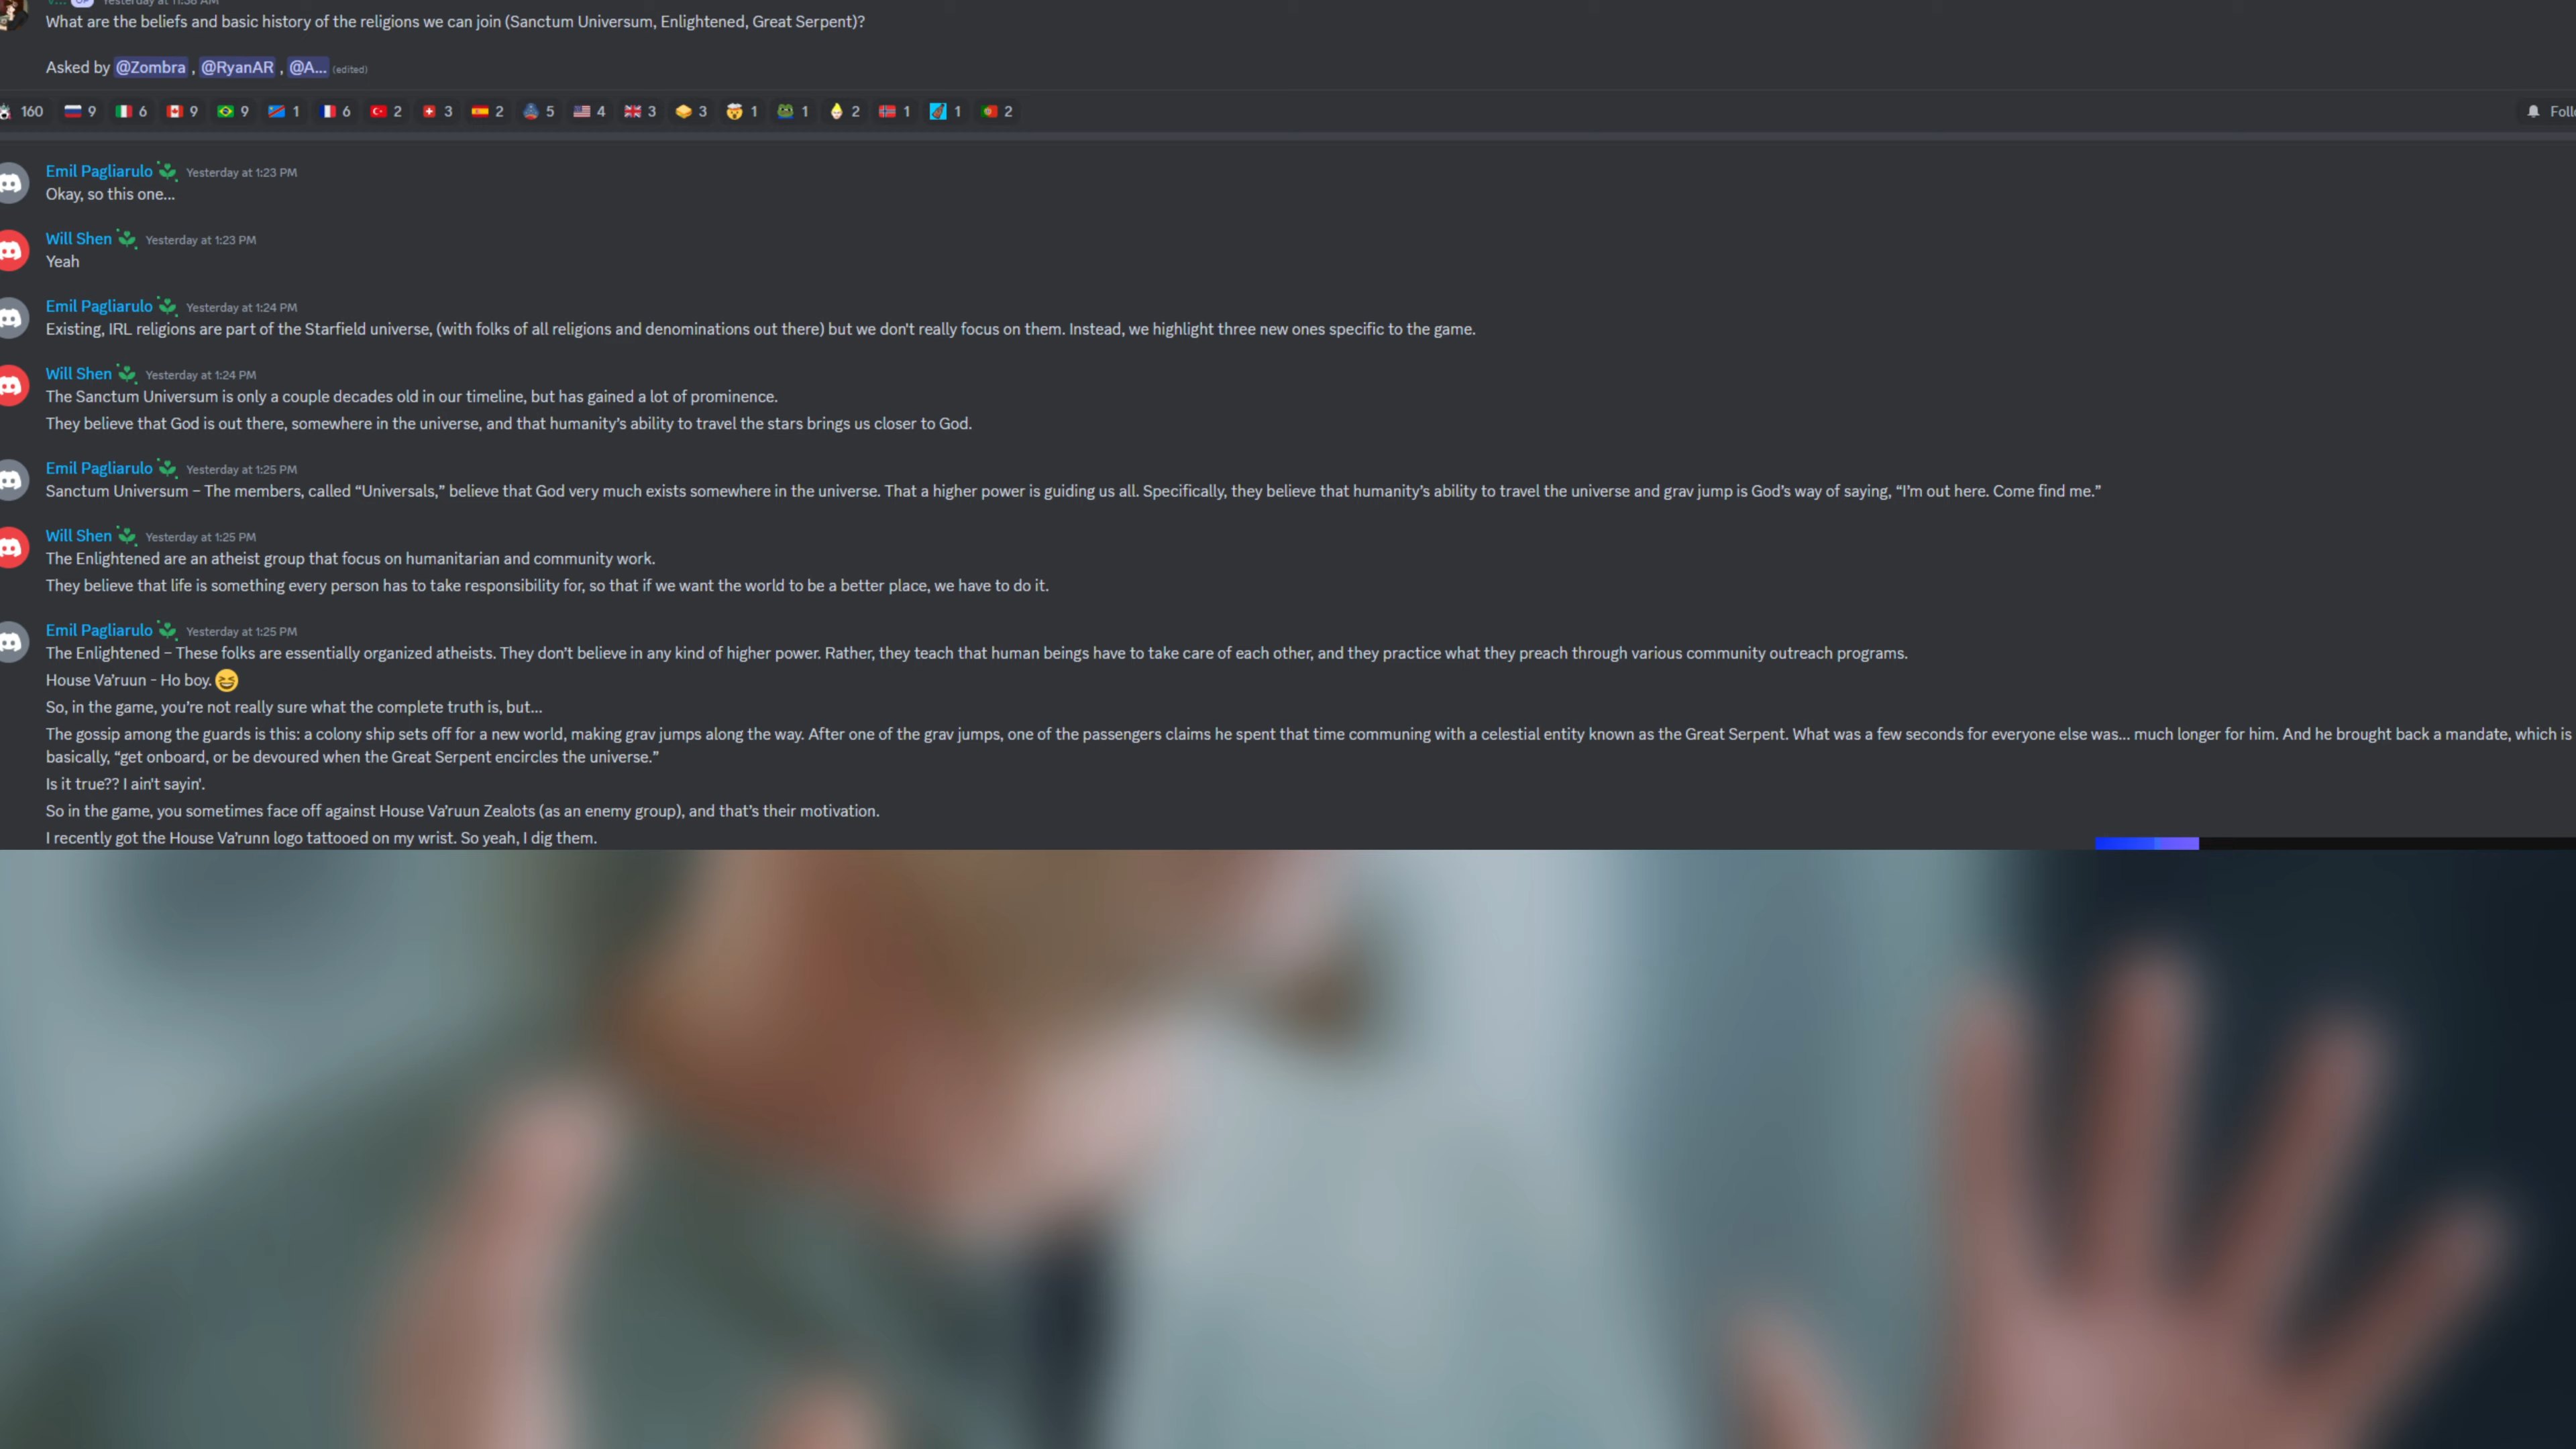 Yesterday at 11:38 AM
What are the beliefs and basic history of the religions we can join (Sanctum Universum, Enlightened, Great Serpent)?
Asked by @Zombra , @RyanAR , @A... (edited)
160 9 6 9 9 1 6 2 3 2 5 4 3 3 1 1 2 1 1 2
Emil Pagliarulo Yesterday at 1:23 PM
Okay, so this one...
Will Shen Yesterday at 1:23 PM
Yeah
Emil Pagliarulo Yesterday at 1:24 PM
Existing, IRL religions are part of the Starfield universe, (with folks of all religions and denominations out there) but we don't really focus on them. Instead, we highlight three new ones specific to the game.
Will Shen Yesterday at 1:24 PM
The Sanctum Universum is only a couple decades old in our timeline, but has gained a lot of prominence.
They believe that God is out there, somewhere in the universe, and that humanity’s ability to travel the stars brings us closer to God.
Emil Pagliarulo Yesterday at 1:25 PM
Sanctum Universum – The members, called “Universals,” believe that God very much exists somewhere in the universe. That a higher power is guiding us all. Specifically, they believe that humanity’s ability to travel the universe and grav jump is God’s way of saying, “I’m out here. Come find me.”
Will Shen Yesterday at 1:25 PM
The Enlightened are an atheist group that focus on humanitarian and community work.
They believe that life is something every person has to take responsibility for, so that if we want the world to be a better place, we have to do it.
Emil Pagliarulo Yesterday at 1:25 PM
The Enlightened – These folks are essentially organized atheists. They don’t believe in any kind of higher power. Rather, they teach that human beings have to take care of each other, and they practice what they preach through various community outreach programs.
House Va’ruun - Ho boy. 😆
So, in the game, you’re not really sure what the complete truth is, but...
The gossip among the guards is this: a colony ship sets off for a new world, making grav jumps along the way. After one of the grav jumps, one of the passengers claims he spent that time communing with a celestial entity known as the Great Serpent. What was a few seconds for everyone else was... much longer for him. And he brought back a mandate, which is
basically, “get onboard, or be devoured when the Great Serpent encircles the universe.”
Is it true?? I ain't sayin'.
So in the game, you sometimes face off against House Va’ruun Zealots (as an enemy group), and that’s their motivation.
I recently got the House Va’runn logo tattooed on my wrist. So yeah, I dig them.